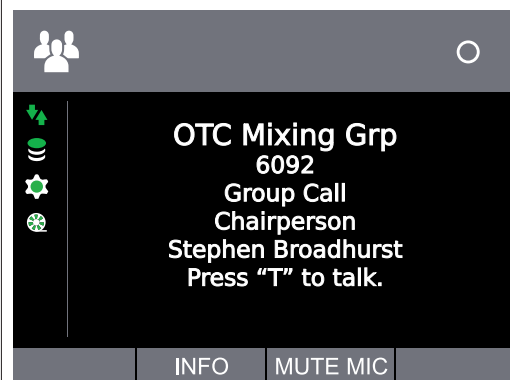 OTC Mixing Grp
6092
Group Call
Chairperson
Stephen Broadhurst
Press “T” to talk.
INFO
MUTE MIC